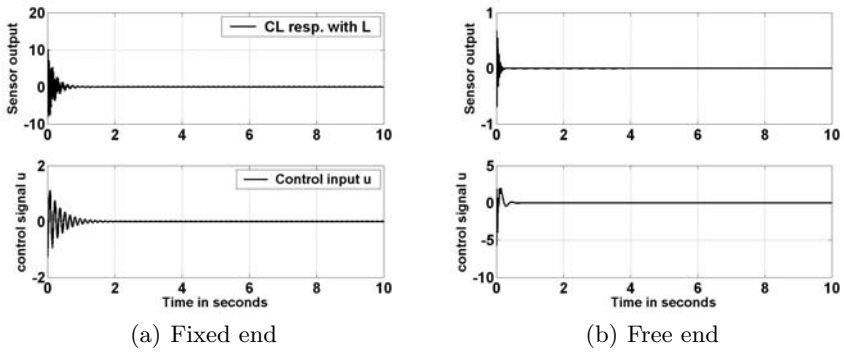 20
10
0
-10
Sensor output
CL resp. with L
0 2 4 6 8 10
2
0
-2
control signal u
Control input u
0 2 4 6 8 10
Time in seconds
(a) Fixed end
1
0
-1
Sensor output
0 2 4 6 8 10
5
0
-5
-10
control signal u
0 2 4 6 8 10
Time in seconds
(b) Free end